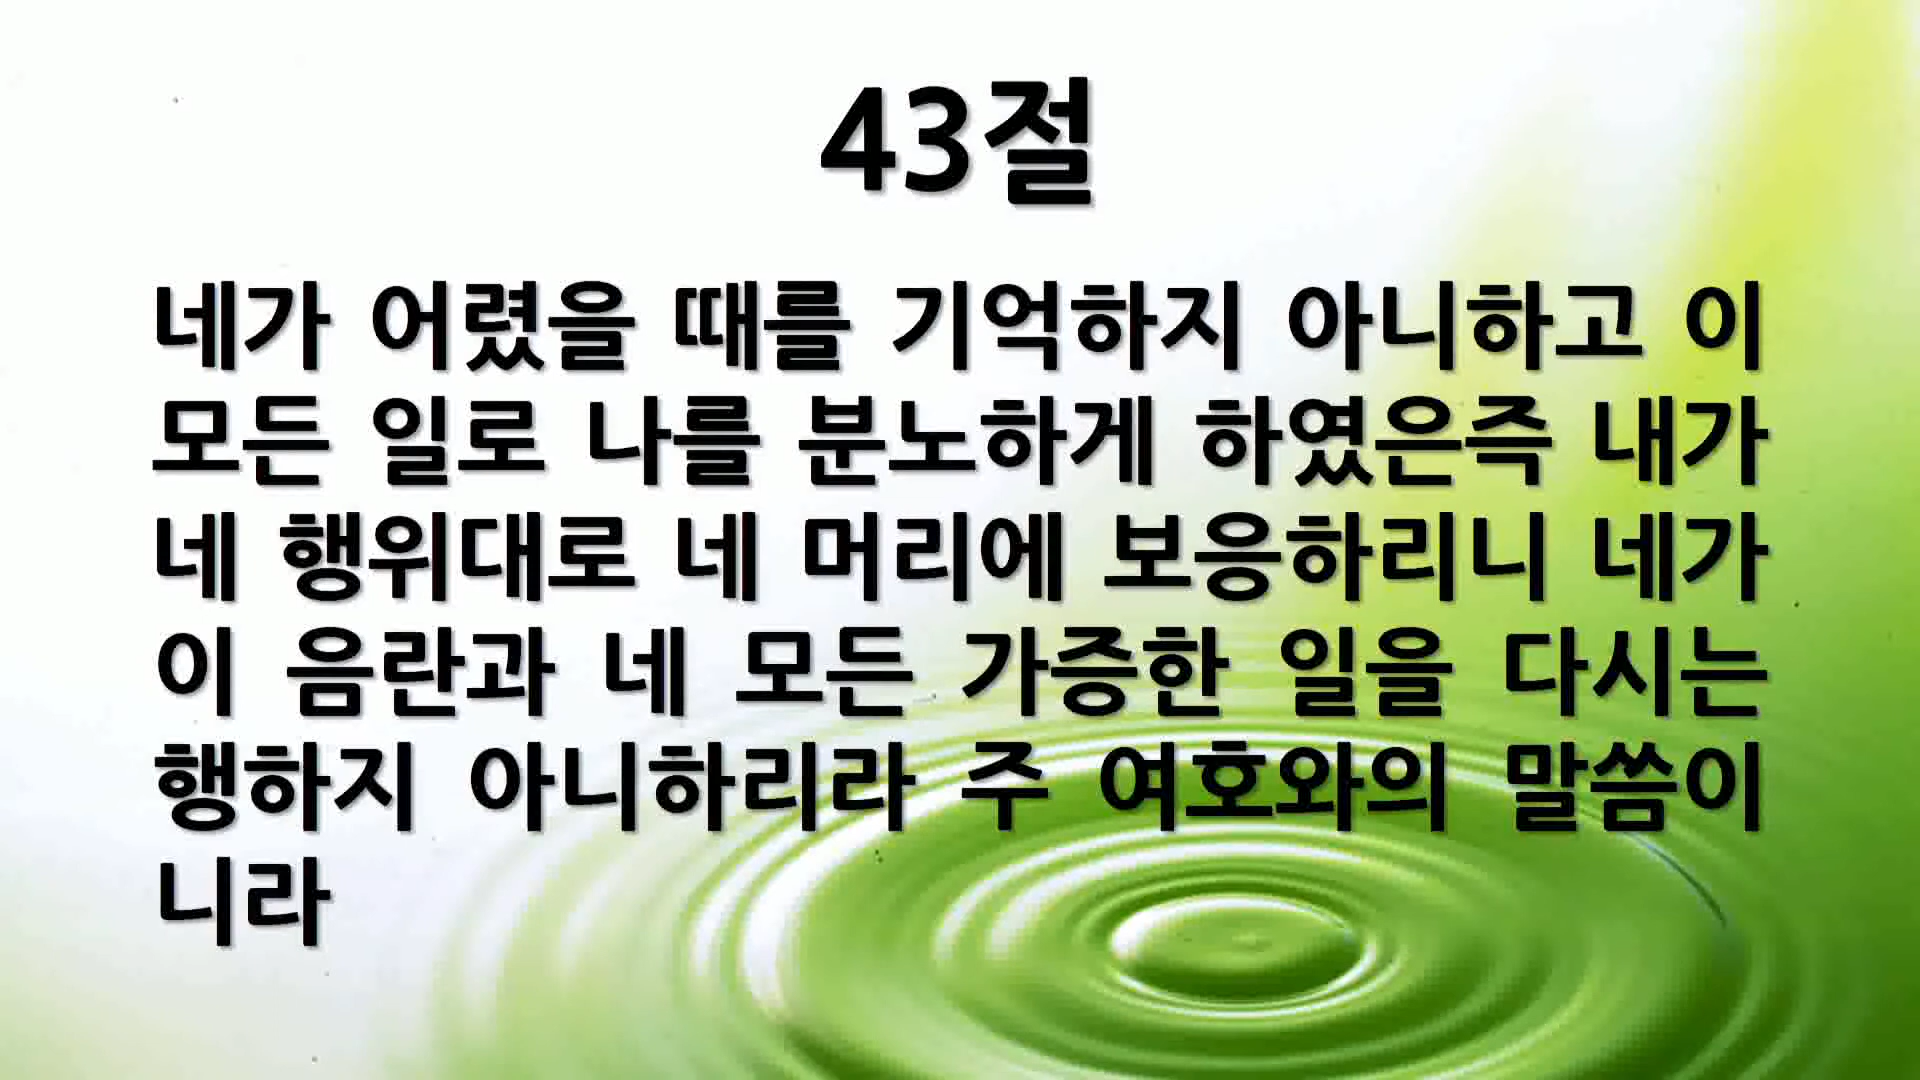 43절
네가 어렸을 때를 기억하지 아니하고 이
모든 일로 나를 분노하게 하였은즉 내가
네 행위대로 네 머리에 보응하리니 네가
이 음란과 네 모든 가증한 일을 다시는
행하지 아니하리라 주 여호와의 말씀이
니라